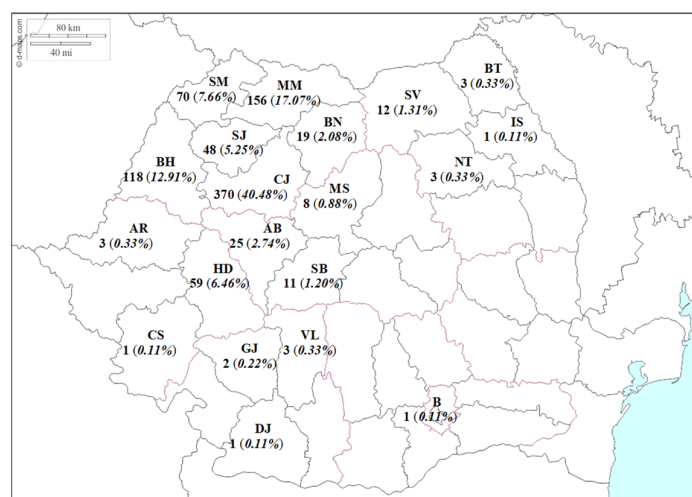 80 km
40 mi
© d-maps.com
BT
3 (0.33%)
SM
70 (7.66%)
MM
156 (17.07%)
SV
12 (1.31%)
IS
1 (0.11%)
BN
19 (2.08%)
SJ
48 (5.25%)
NT
3 (0.33%)
BH
118 (12.91%)
CJ
370 (40.48%)
MS
8 (0.88%)
AR
3 (0.33%)
AB
25 (2.74%)
HD
59 (6.46%)
SB
11 (1.20%)
CS
1 (0.11%)
GJ
2 (0.22%)
VL
3 (0.33%)
B
1 (0.11%)
DJ
1 (0.11%)